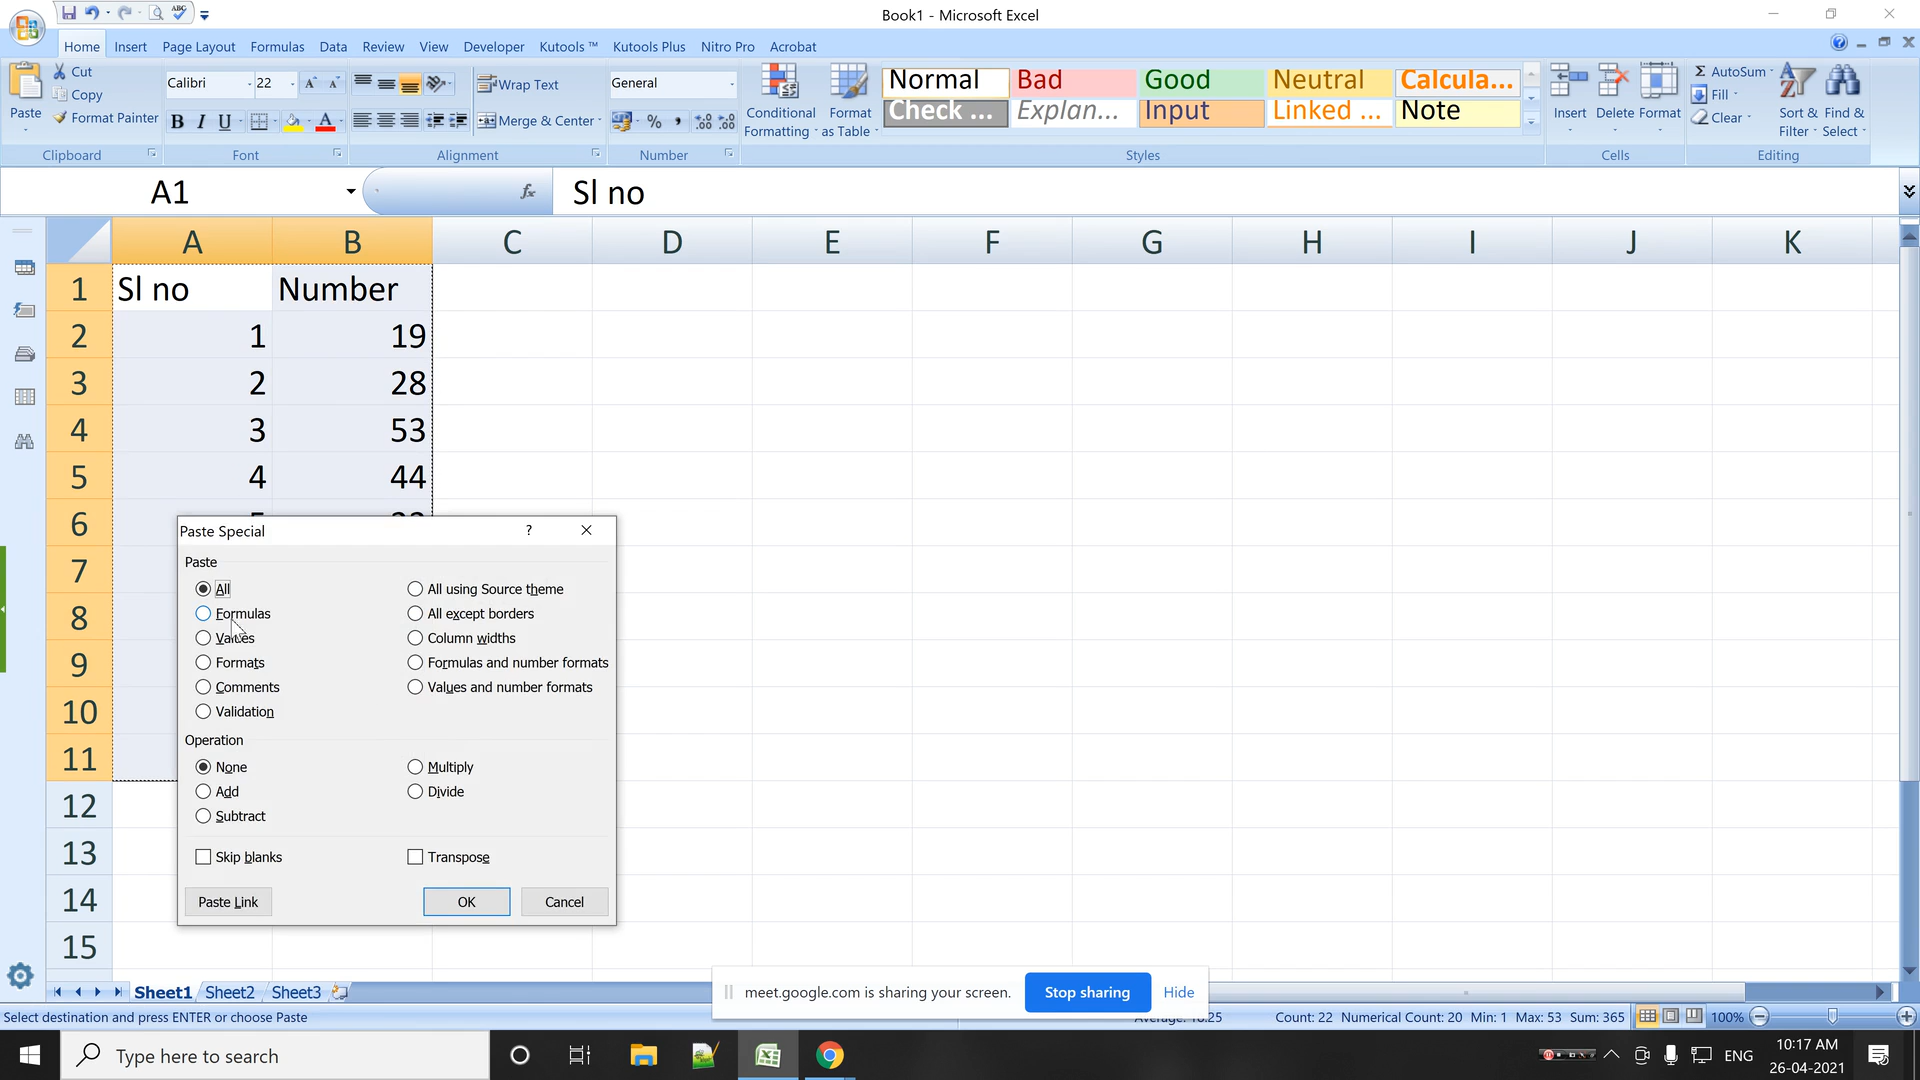 Book1 - Microsoft Excel
Home Insert Page Layout Formulas Data Review View Developer Kutools ™ Kutools Plus Nitro Pro Acrobat
Paste
Cut
Copy
Format Painter
Clipboard
Calibri 22
B I U
Font
Wrap Text
Merge & Center
Alignment
General
Number
Conditional Formatting
Format as Table
Normal Bad Good Neutral Calcula...
Check ... Explan... Input Linked ... Note
Styles
Insert Delete Format
Cells
Σ AutoSum
Fill
Clear
Sort & Filter
Find & Select
Editing
A1 fx Sl no
A B C D E F G H I J K
1 Sl no Number
2 1 19
3 2 28
4 3 53
5 4 44
6
7
8
9
10
11
12
13
14
15
Paste Special ?
Paste
All All using Source theme
Formulas All except borders
Values Column widths
Formats Formulas and number formats
Comments Values and number formats
Validation
Operation
None Multiply
Add Divide
Subtract
Skip blanks Transpose
Paste Link OK Cancel
Sheet1 Sheet2 Sheet3
meet.google.com is sharing your screen. Stop sharing Hide
Select destination and press ENTER or choose Paste
Count: 22 Numerical Count: 20 Min: 1 Max: 53 Sum: 365 100%
Type here to search
ENG
10:17 AM
26-04-2021